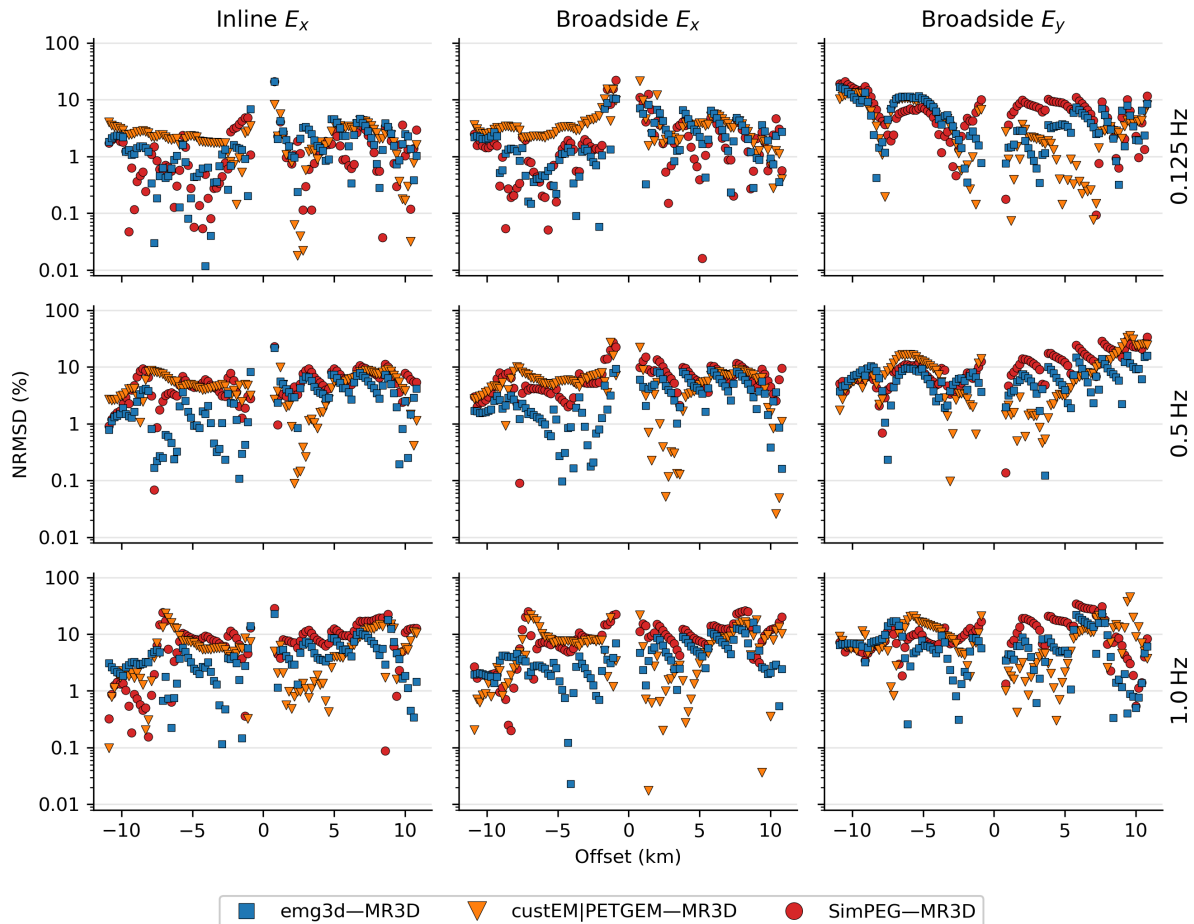 Inline Ex
Broadside Ex
Broadside Ey
100
10
1
0.1
0.01
0.125 Hz
100
10
1
0.1
0.01
NRMSD (%)
0.5 Hz
100
10
1
0.1
0.01
1.0 Hz
−10 −5 0 5 10
−10 −5 0 5 10
−10 −5 0 5 10
Offset (km)
emg3d—MR3D custEM|PETGEM—MR3D SimPEG—MR3D